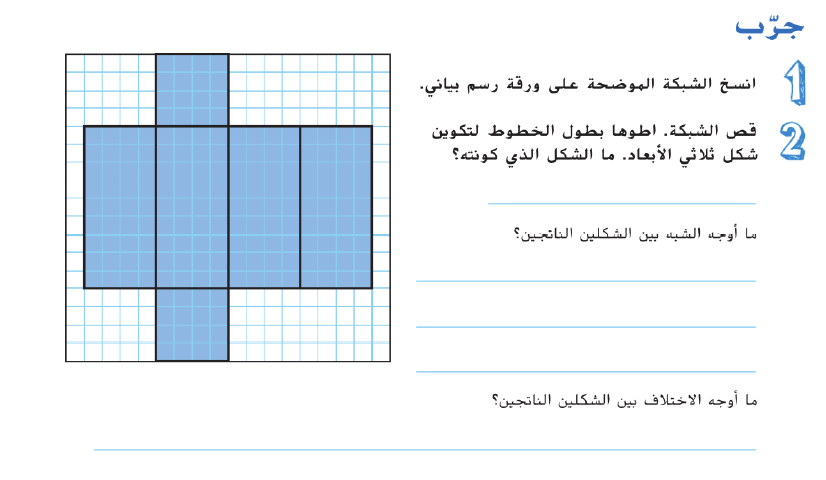 جرّب
1 انسخ الشبكة الموضحة على ورقة رسم بياني.
2 قص الشبكة. اطوها بطول الخطوط لتكوين
شكل ثلاثي الأبعاد. ما الشكل الذي كونته؟
ما أوجه الشبه بين الشكلين الناتجين؟
ما أوجه الاختلاف بين الشكلين الناتجين؟